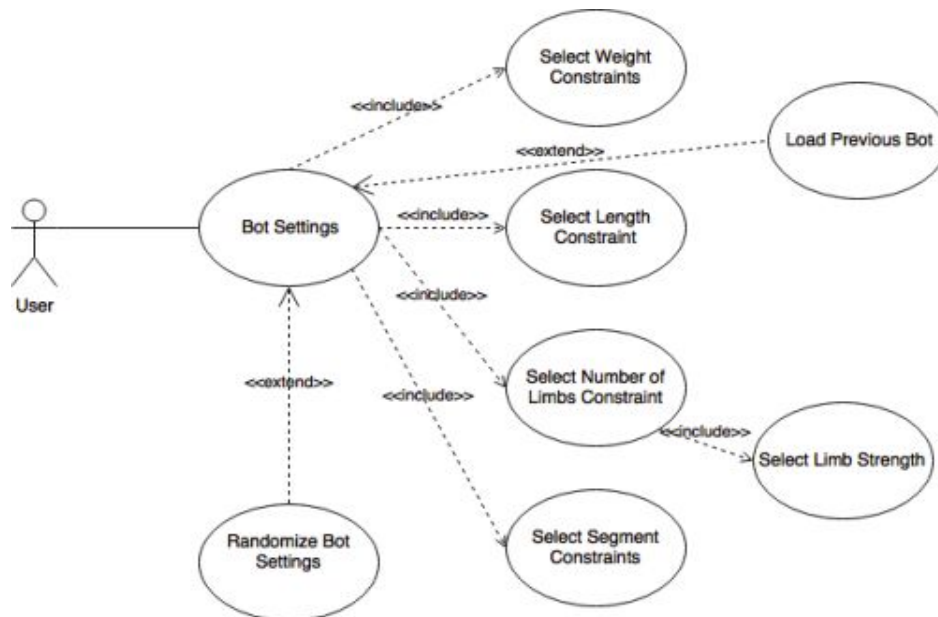 Select Weight
Constraints
<<include>>
Load Previous Bot
<<extend>>
Bot Settings
<<include>>
Select Length
Constraint
User
<<include>>
<<extend>>
<<include>>
Select Number of
Limbs Constraint
<<include>>
Select Limb Strength
Randomize Bot
Settings
Select Segment
Constraints